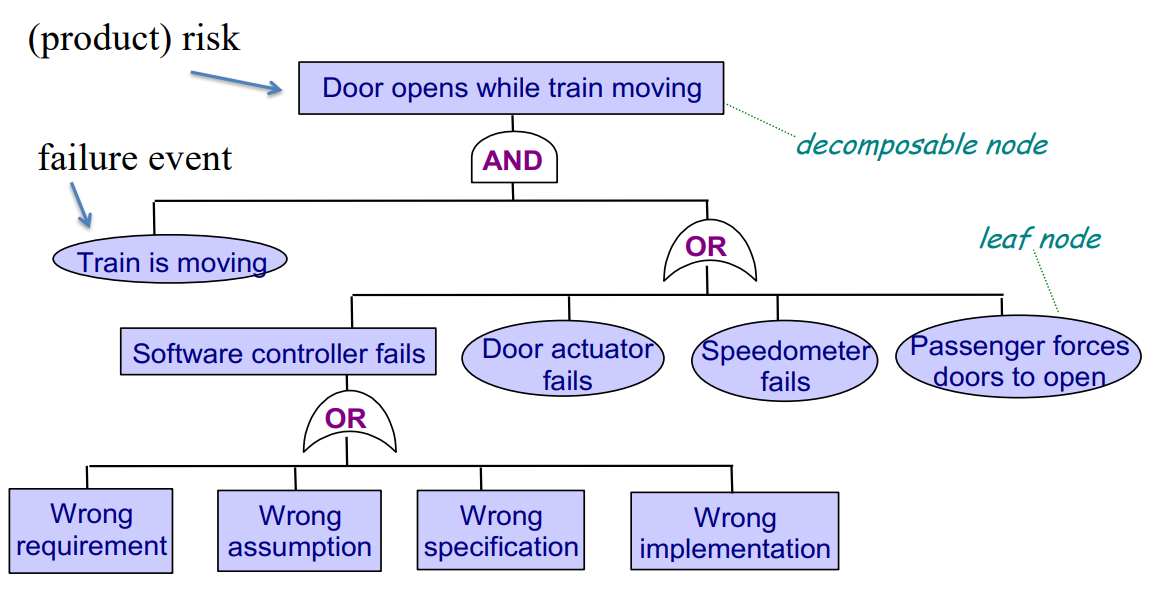 (product) risk
Door opens while train moving
decomposable node
AND
failure event
Train is moving
OR
leaf node
Software controller fails
Door actuator
fails
Speedometer
fails
Passenger forces
doors to open
OR
Wrong
requirement
Wrong
assumption
Wrong
specification
Wrong
implementation